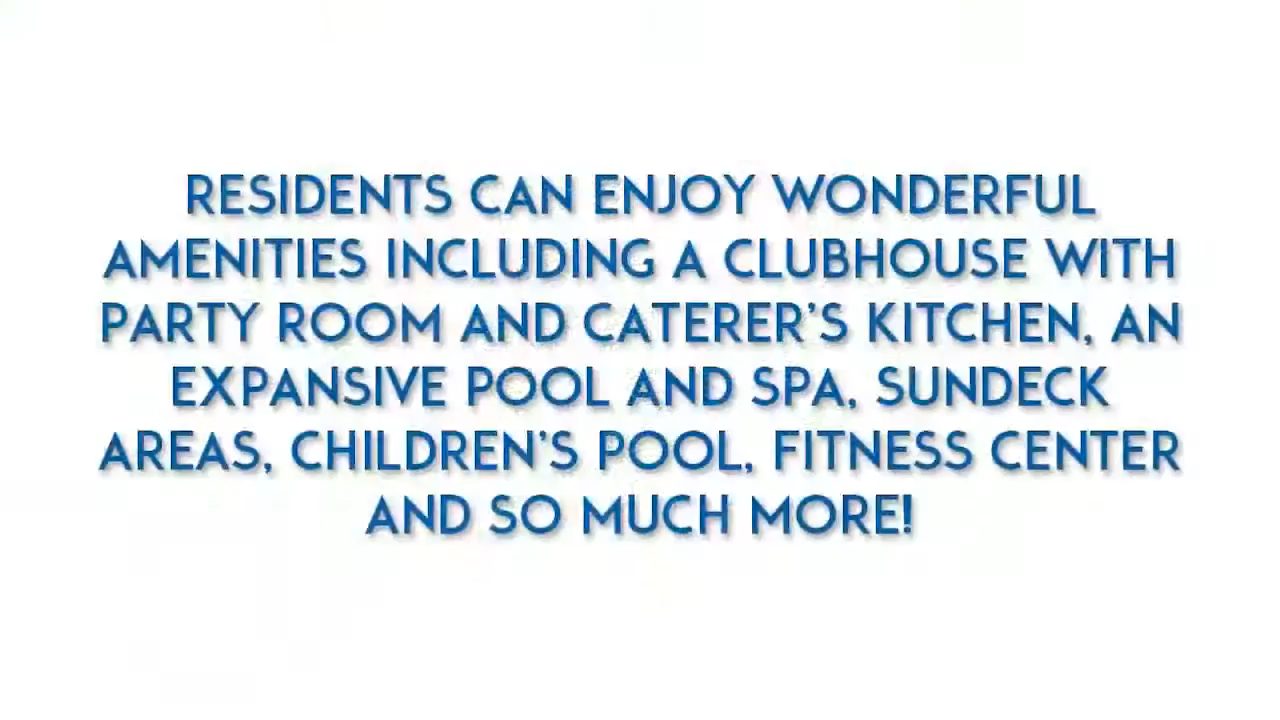 RESIDENTS CAN ENJOY WONDERFUL
AMENITIES INCLUDING A CLUBHOUSE WITH
PARTY ROOM AND CATERER’S KITCHEN, AN
EXPANSIVE POOL AND SPA, SUNDECK
AREAS, CHILDREN’S POOL, FITNESS CENTER
AND SO MUCH MORE!